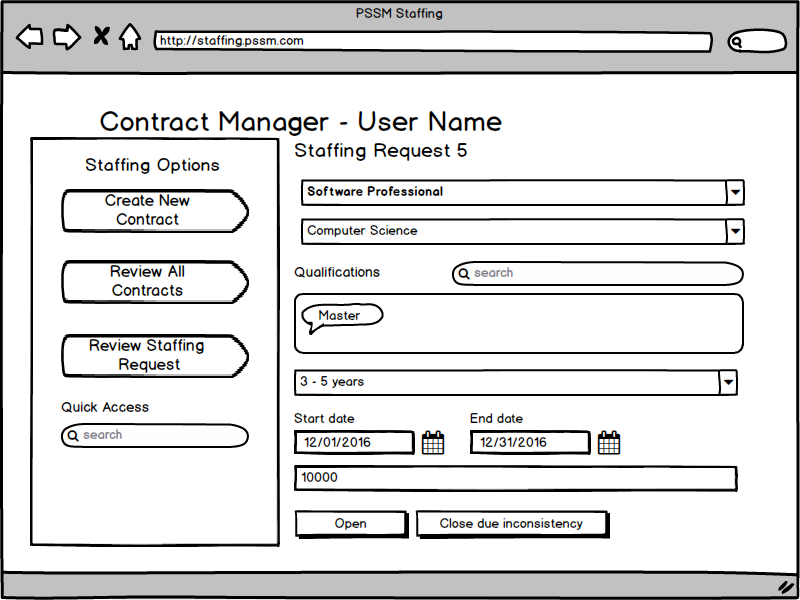 PSSM Staffing
http://staffing.pssm.com
Contract Manager - User Name
Staffing Options
Create New
Contract
Review All
Contracts
Review Staffing
Request
Quick Access
search
Staffing Request 5
Software Professional
Computer Science
Qualifications
search
Master
3 - 5 years
Start date
End date
12/01/2016
12/31/2016
10000
Open
Close due inconsistency